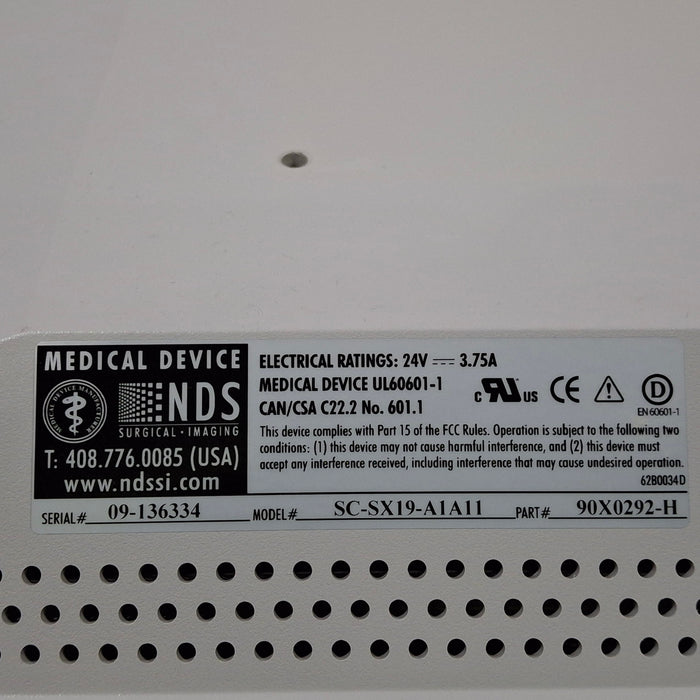 MEDICAL DEVICE
MEDICAL DEVICE MANUFACTURER
NDS
SURGICAL · IMAGING
T: 408.776.0085 (USA)
www.ndssi.com
ELECTRICAL RATINGS: 24V ⎓ 3.75A
MEDICAL DEVICE UL60601-1
CAN/CSA C22.2 No. 601.1
c RU us CE D
EN 60601-1
This device complies with Part 15 of the FCC Rules. Operation is subject to the following two
conditions: (1) this device may not cause harmful interference, and (2) this device must
accept any interference received, including interference that may cause undesired operation.
62B0034D
SERIAL# 09-136334 MODEL# SC-SX19-A1A11 PART# 90X0292-H